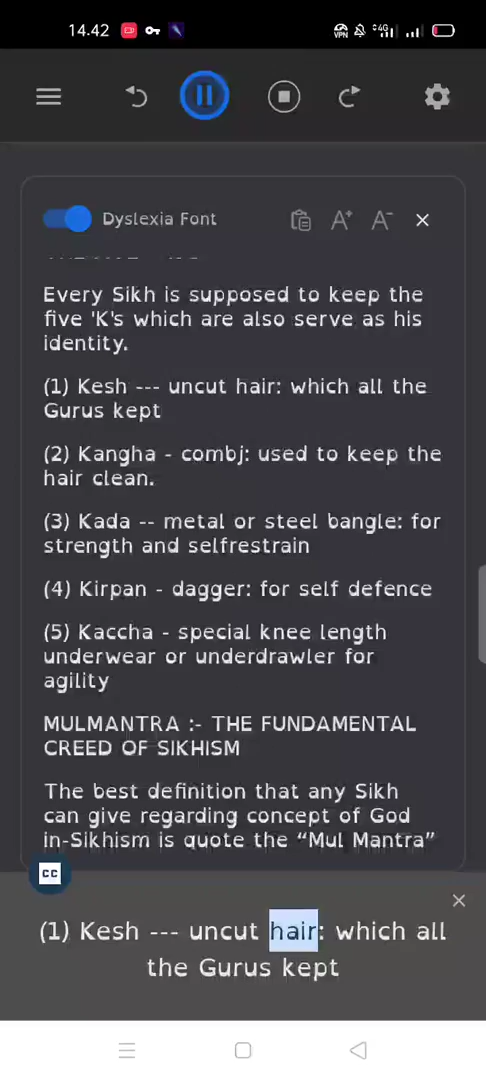 14.42
VPN
4G
Dyslexia Font
A+
A-
Every Sikh is supposed to keep the
five 'K's which are also serve as his
identity.
(1) Kesh --- uncut hair: which all the
Gurus kept
(2) Kangha - combj: used to keep the
hair clean.
(3) Kada -- metal or steel bangle: for
strength and selfrestrain
(4) Kirpan - dagger: for self defence
(5) Kaccha - special knee length
underwear or underdrawler for
agility
MULMANTRA :- THE FUNDAMENTAL
CREED OF SIKHISM
The best definition that any Sikh
can give regarding concept of God
in-Sikhism is quote the “Mul Mantra”
CC
(1) Kesh --- uncut hair: which all
the Gurus kept